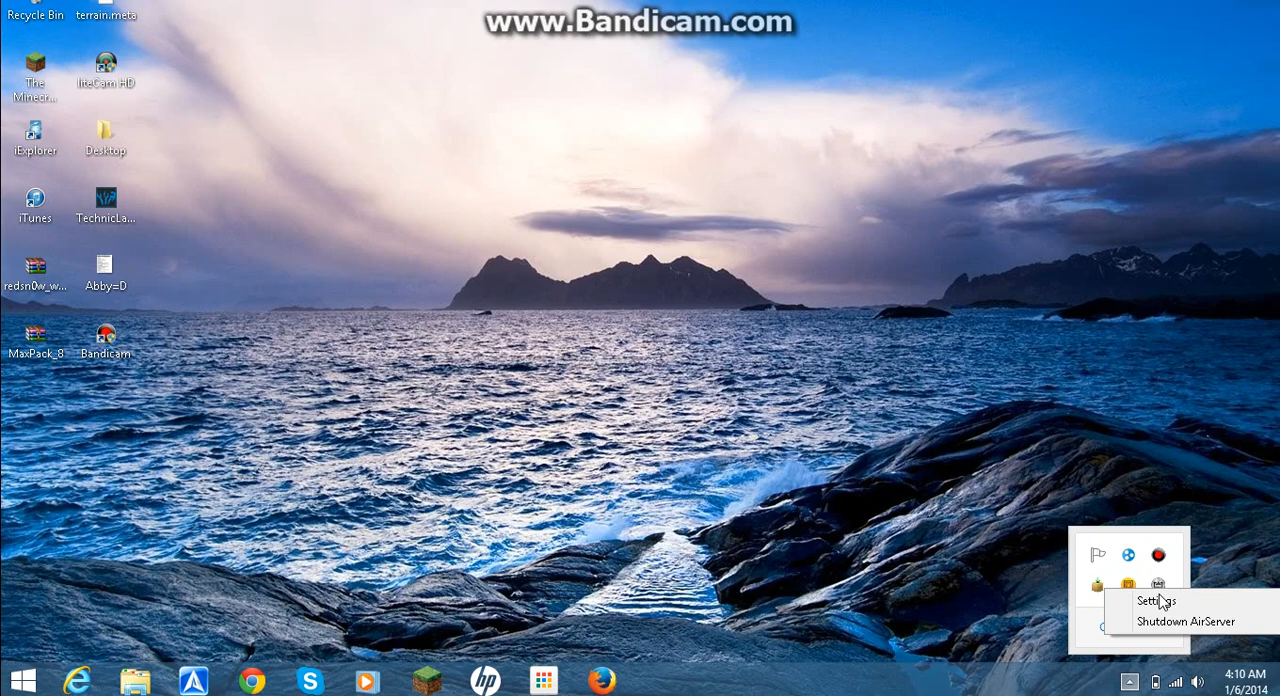 www.Bandicam.com
Recycle Bin
terrain.meta
The
Minecr...
liteCam HD
iExplorer
Desktop
iTunes
TechnicLa...
redsn0w_w...
Abby=D
MaxPack_8
Bandicam
Settings
Shutdown AirServer
4:10 AM
1/6/2014